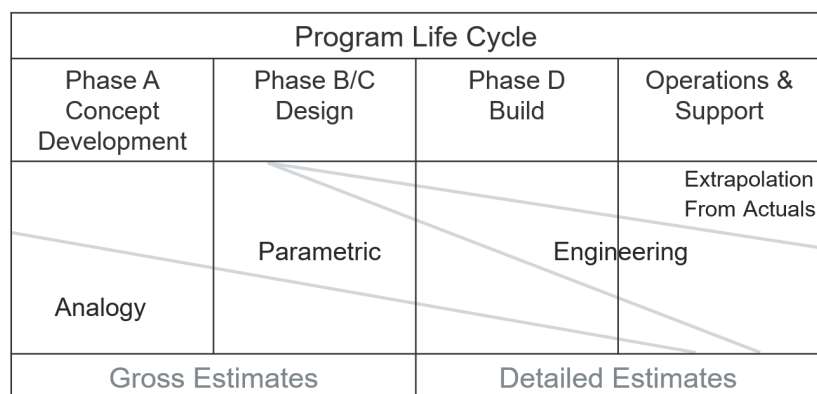 Program Life Cycle
Phase A
Concept
Development
Phase B/C
Design
Phase D
Build
Operations &
Support
Extrapolation
From Actuals
Parametric
Engineering
Analogy
Gross Estimates
Detailed Estimates